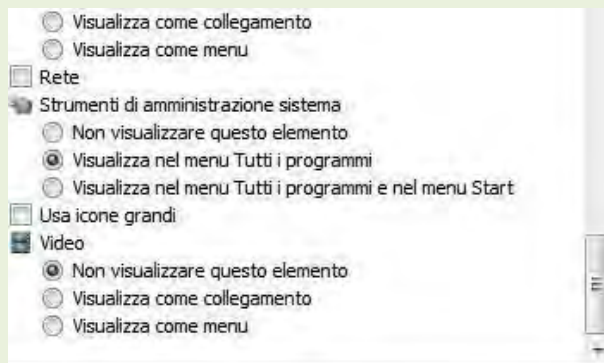 Visualizza come collegamento
Visualizza come menu
Rete
Strumenti di amministrazione sistema
Non visualizzare questo elemento
Visualizza nel menu Tutti i programmi
Visualizza nel menu Tutti i programmi e nel menu Start
Usa icone grandi
Video
Non visualizzare questo elemento
Visualizza come collegamento
Visualizza come menu